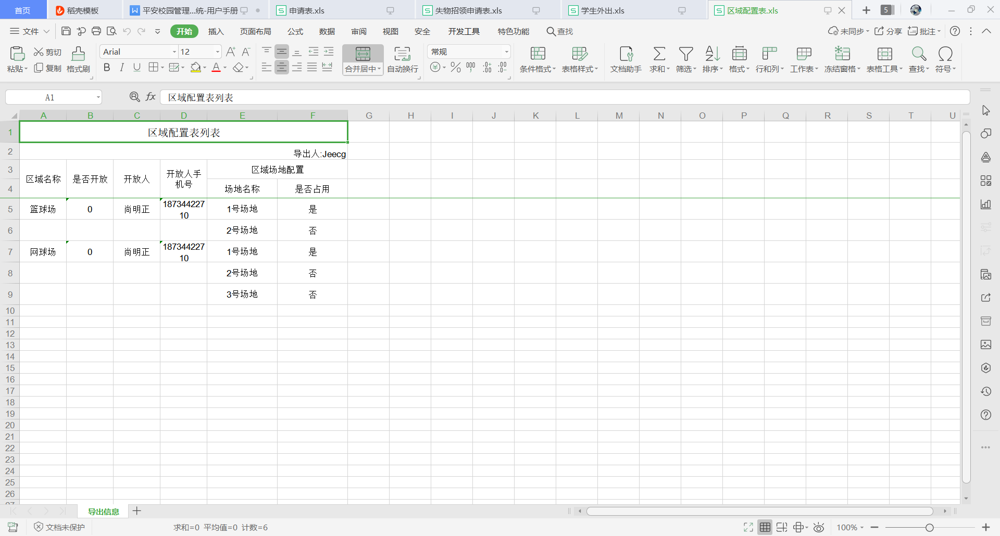 首页
稻壳模板
平安校园管理...统-用户手册
申请表.xls
失物招领申请表.xls
学生外出.xls
区域配置表.xls
5
文件
开始
插入
页面布局
公式
数据
审阅
视图
安全
开发工具
特色功能
查找
未同步
分享
批注
粘贴
剪切
复制
格式刷
Arial
12
合并居中
自动换行
常规
条件格式
表格样式
文档助手
求和
筛选
排序
格式
行和列
工作表
冻结窗格
表格工具
查找
符号
A1
fx
区域配置表列表
A B C D E F G H I J K L M N O P Q R S T U
1 区域配置表列表
2 导出人:Jeecg
3 区域名称 是否开放 开放人 开放人手机号 区域场地配置
4 场地名称 是否占用
5 篮球场 0 尚明正 18734422710 1号场地 是
6 2号场地 否
7 网球场 0 尚明正 18734422710 1号场地 是
8 2号场地 否
9 3号场地 否
10
11
12
13
14
15
16
17
18
19
20
21
22
23
24
25
26
27
导出信息
文档未保护
求和=0 平均值=0 计数=6
100%